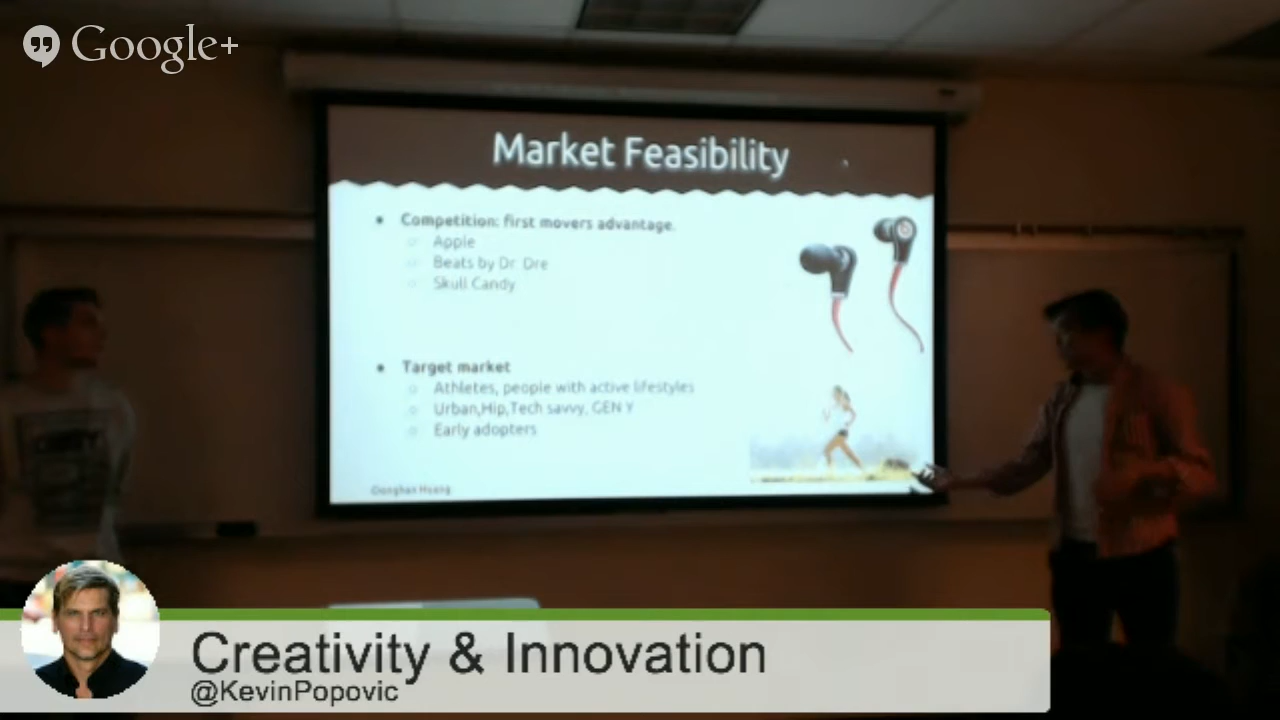 Google+
Market Feasibility
Competition: first movers advantage.
Apple
Beats by Dr Dre
Skull Candy
Target market
Athletes, people with active lifestyles
Urban,Hip,Tech savvy, GEN Y
Early adopters
Creativity & Innovation
@KevinPopovic